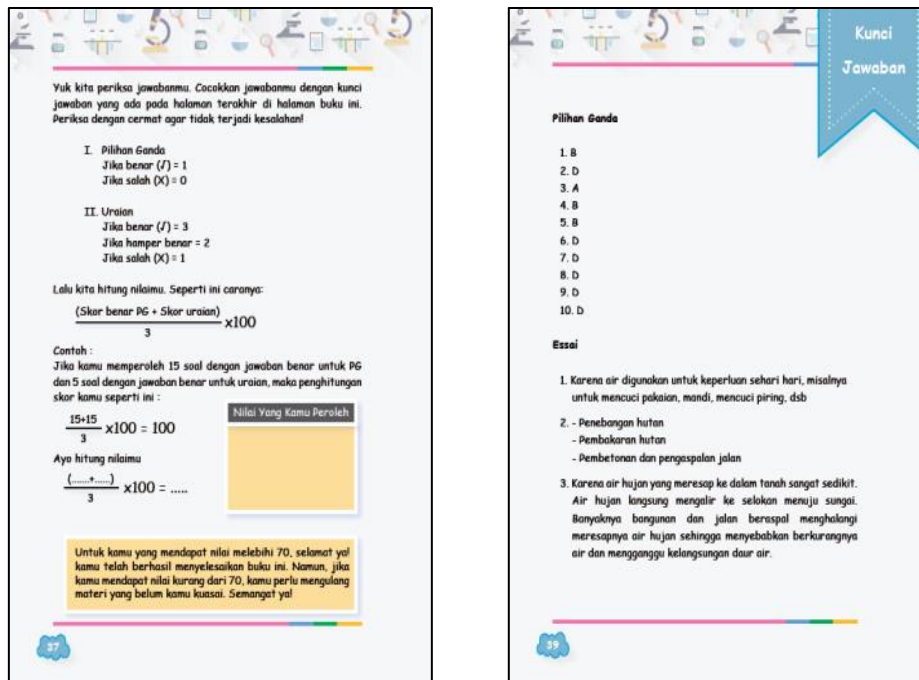 Yuk kita periksa jawabanmu. Cocokkan jawabanmu dengan kunci
jawaban yang ada pada halaman terakhir di halaman buku ini.
Periksa dengan cermat agar tidak terjadi kesalahan!
I. Pilihan Ganda
Jika benar (√) = 1
Jika salah (X) = 0
II. Uraian
Jika benar (√) = 3
Jika hamper benar = 2
Jika salah (X) = 1
Lalu kita hitung nilaimu. Seperti ini caranya:
(Skor benar PG + Skor uraian)
x100
3
Contoh :
Jika kamu memperoleh 15 soal dengan jawaban benar untuk PG
dan 5 soal dengan jawaban benar untuk uraian, maka penghitungan
skor kamu seperti ini :
15+15
x100 = 100
3
Nilai Yang Kamu Peroleh
Ayo hitung nilaimu
(......+......)
x100 = .....
3
Untuk kamu yang mendapat nilai melebihi 70, selamat ya!
kamu telah berhasil menyelesaikan buku ini. Namun, jika
kamu mendapat nilai kurang dari 70, kamu perlu mengulang
materi yang belum kamu kuasai. Semangat ya!
37
Kunci
Jawaban
Pilihan Ganda
1. B
2. D
3. A
4. B
5. B
6. D
7. D
8. D
9. D
10. D
Essai
1. Karena air digunakan untuk keperluan sehari hari, misalnya
untuk mencuci pakaian, mandi, mencuci piring, dsb
2. - Penebangan hutan
- Pembakaran hutan
- Pembetonan dan pengaspalan jalan
3. Karena air hujan yang meresap ke dalam tanah sangat sedikit.
Air hujan langsung mengalir ke selokan menuju sungai.
Banyaknya bangunan dan jalan beraspal menghalangi
meresapnya air hujan sehingga menyebabkan berkurangnya
air dan mengganggu kelangsungan daur air.
39